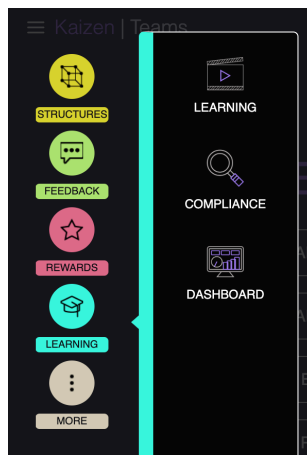 Kaizen | Teams
STRUCTURES
FEEDBACK
REWARDS
LEARNING
MORE
LEARNING
COMPLIANCE
DASHBOARD